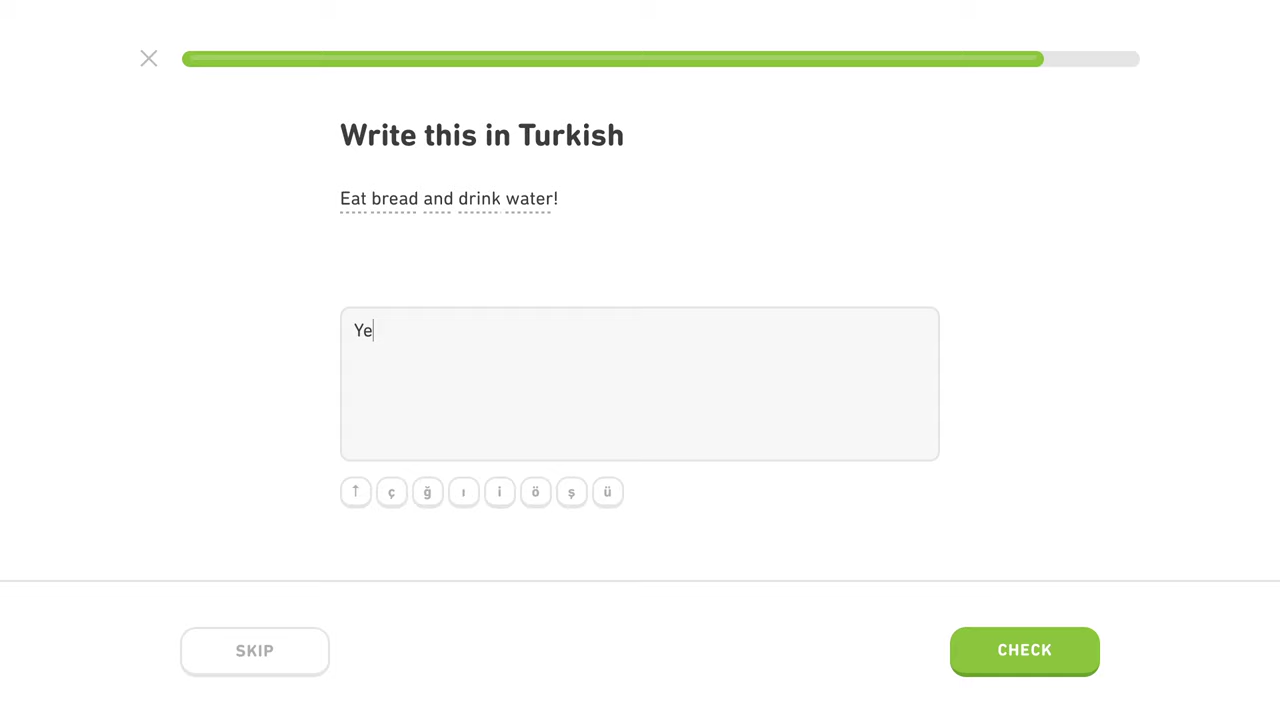 Write this in Turkish
Eat bread and drink water!
Ye
↑ ç ğ ı i ö ş ü
SKIP
CHECK